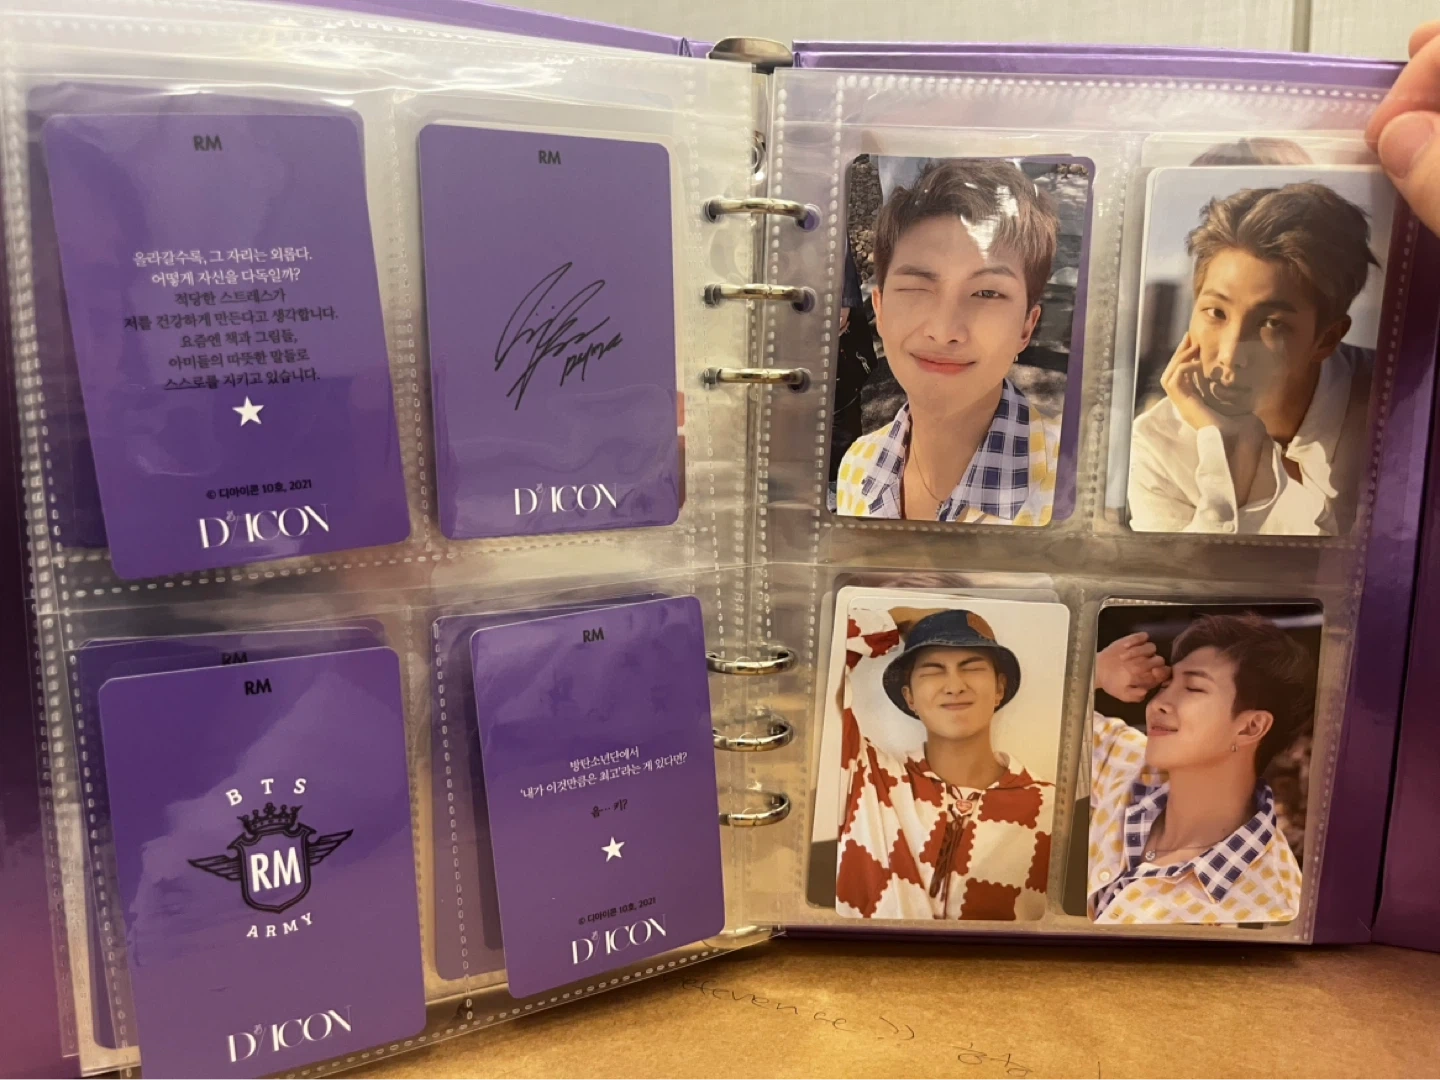 RM
올라갈수록, 그 자리는 외롭다.
어떻게 자신을 다독일까?
적당한 스트레스가
저를 건강하게 만든다고 생각합니다.
요즘엔 책과 그림들,
아미들의 따뜻한 말들로
스스로를 지키고 있습니다.
© 디아이콘 10호, 2021
D/ICON
RM
D/ICON
RM
RM
BTS
RM
ARMY
D/ICON
RM
방탄소년단에서
'내가 이것만큼은 최고'라는 게 있다면?
음… 키?
© 디아이콘 10호, 2021
D/ICON